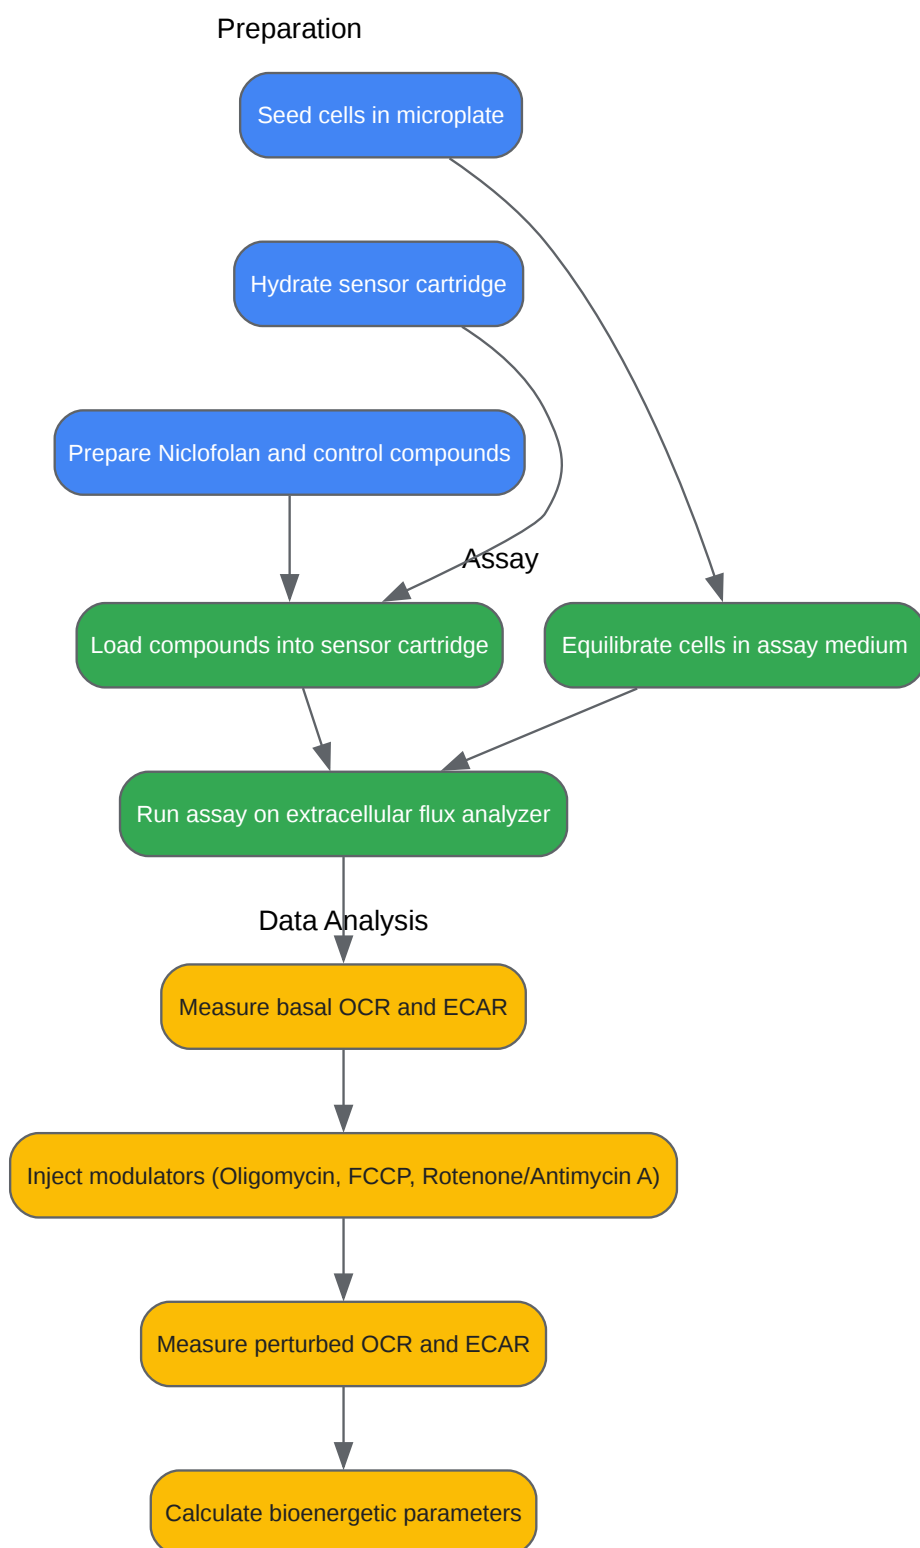 Preparation
Seed cells in microplate
Hydrate sensor cartridge
Prepare Niclofolan and control compounds
Assay
Load compounds into sensor cartridge
Equilibrate cells in assay medium
Run assay on extracellular flux analyzer
Data Analysis
Measure basal OCR and ECAR
Inject modulators (Oligomycin, FCCP, Rotenone/Antimycin A)
Measure perturbed OCR and ECAR
Calculate bioenergetic parameters